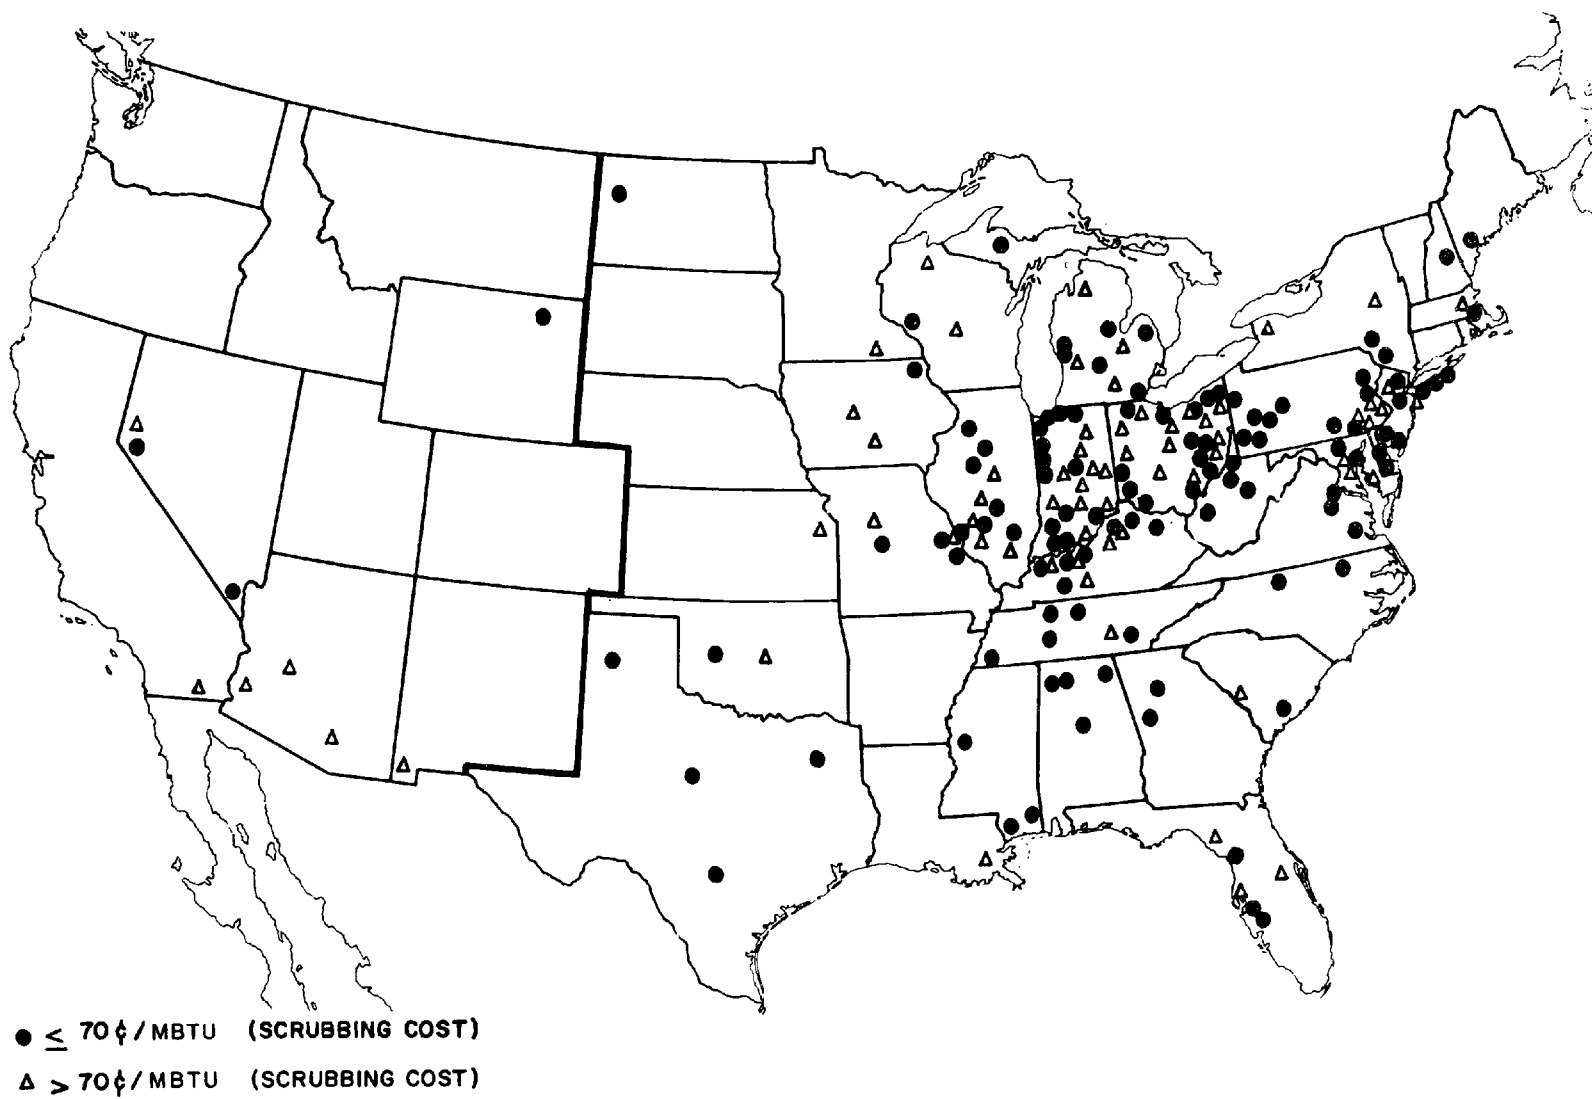 ● ≤ 70¢/MBTU (SCRUBBING COST)
△ > 70¢/MBTU (SCRUBBING COST)